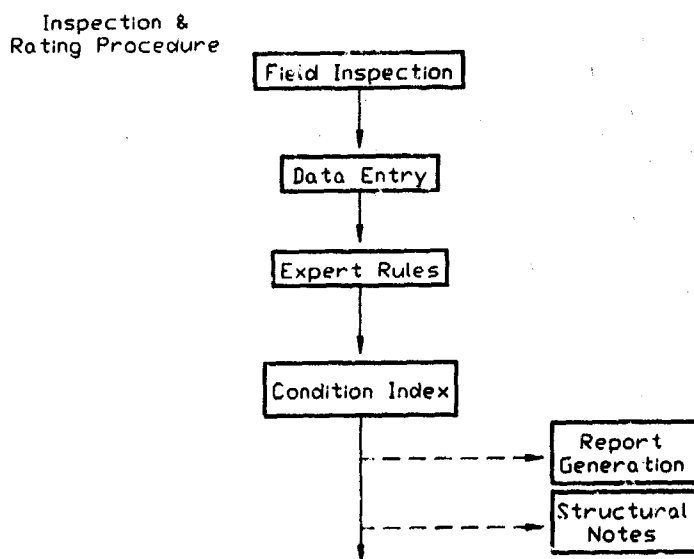 Inspection &
Rating Procedure
Field Inspection
Data Entry
Expert Rules
Condition Index
Report
Generation
Structural
Notes